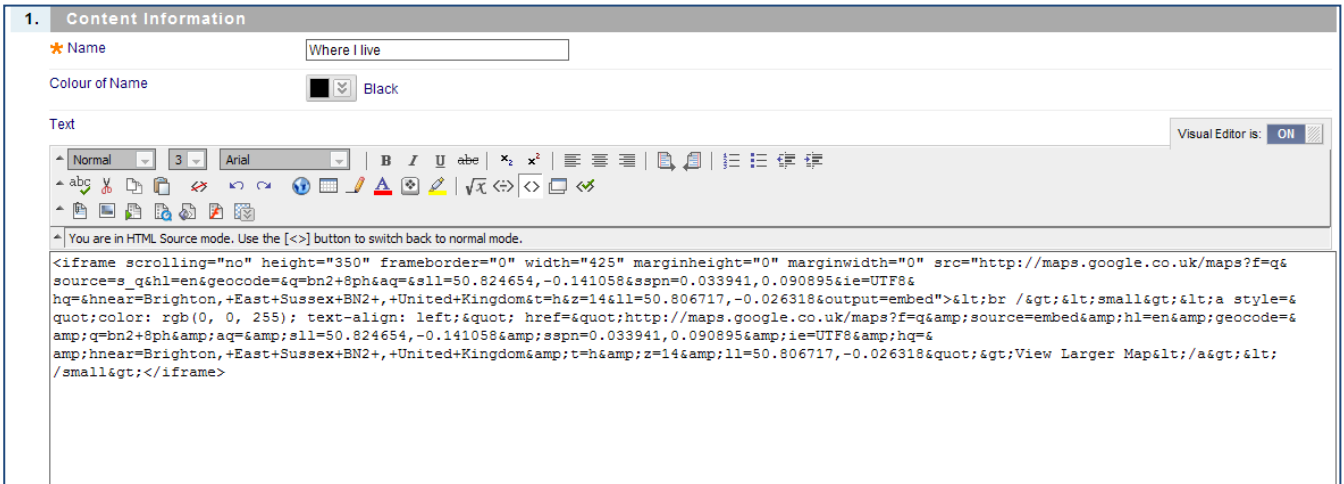 1. Content Information
Name Where I live
Colour of Name Black
Text
Visual Editor is: ON
Normal 3 Arial B I U abc x₂ x²
abc √x <·> <>
You are in HTML Source mode. Use the [<>] button to switch back to normal mode.
<iframe scrolling="no" height="350" frameborder="0" width="425" marginheight="0" marginwidth="0" src="http://maps.google.co.uk/maps?f=q&
source=s_q&hl=en&geocode=&q=bn2+8ph&aq=&sll=50.824654,-0.141058&sspn=0.033941,0.090895&ie=UTF8&
hq=&hnear=Brighton,+East+Sussex+BN2+,+United+Kingdom&t=h&z=14&ll=50.806717,-0.026318&output=embed">&lt;br /&gt;&lt;small&gt;&lt;a style=&
quot;color: rgb(0, 0, 255); text-align: left;&quot; href=&quot;http://maps.google.co.uk/maps?f=q&amp;source=embed&amp;hl=en&amp;geocode=&
amp;q=bn2+8ph&amp;aq=&amp;sll=50.824654,-0.141058&amp;sspn=0.033941,0.090895&amp;ie=UTF8&amp;hq=&
amp;hnear=Brighton,+East+Sussex+BN2+,+United+Kingdom&amp;t=h&amp;z=14&amp;ll=50.806717,-0.026318&quot;&gt;View Larger Map&lt;/a&gt;&lt;
/small&gt;</iframe>